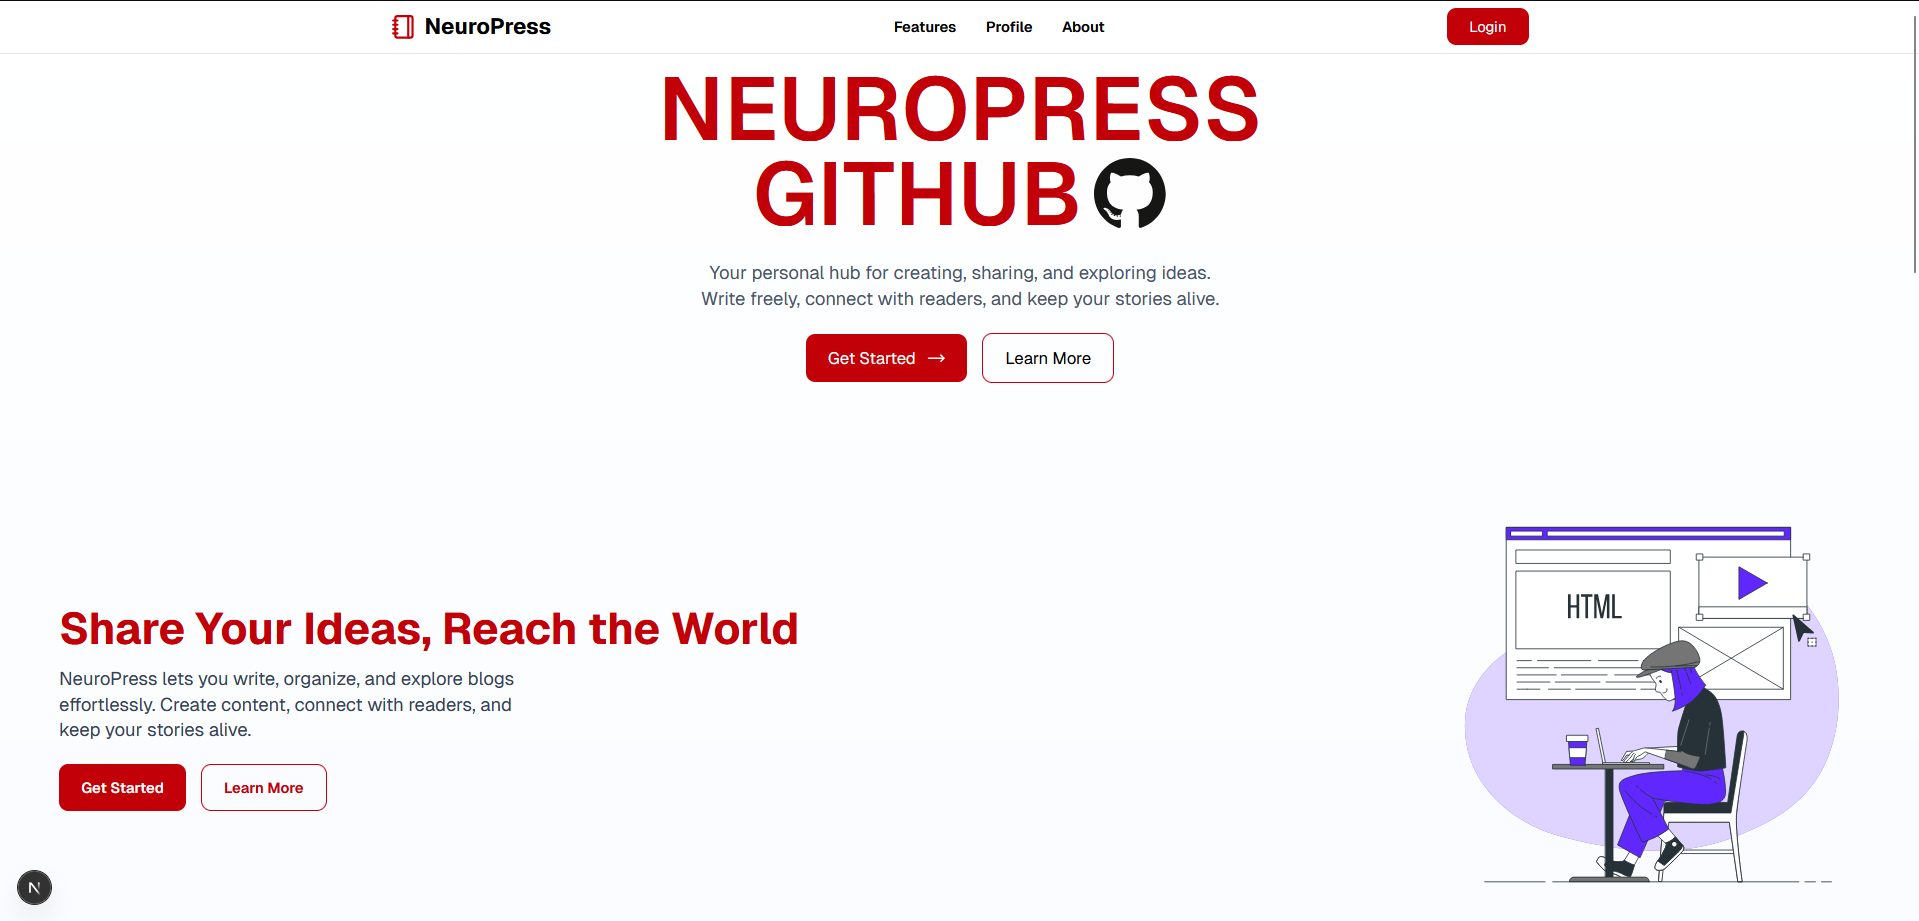 NeuroPress
Features Profile About
Login
NEUROPRESS
GITHUB
Your personal hub for creating, sharing, and exploring ideas.
Write freely, connect with readers, and keep your stories alive.
Get Started →
Learn More
HTML
Share Your Ideas, Reach the World
NeuroPress lets you write, organize, and explore blogs
effortlessly. Create content, connect with readers, and
keep your stories alive.
Get Started
Learn More
N